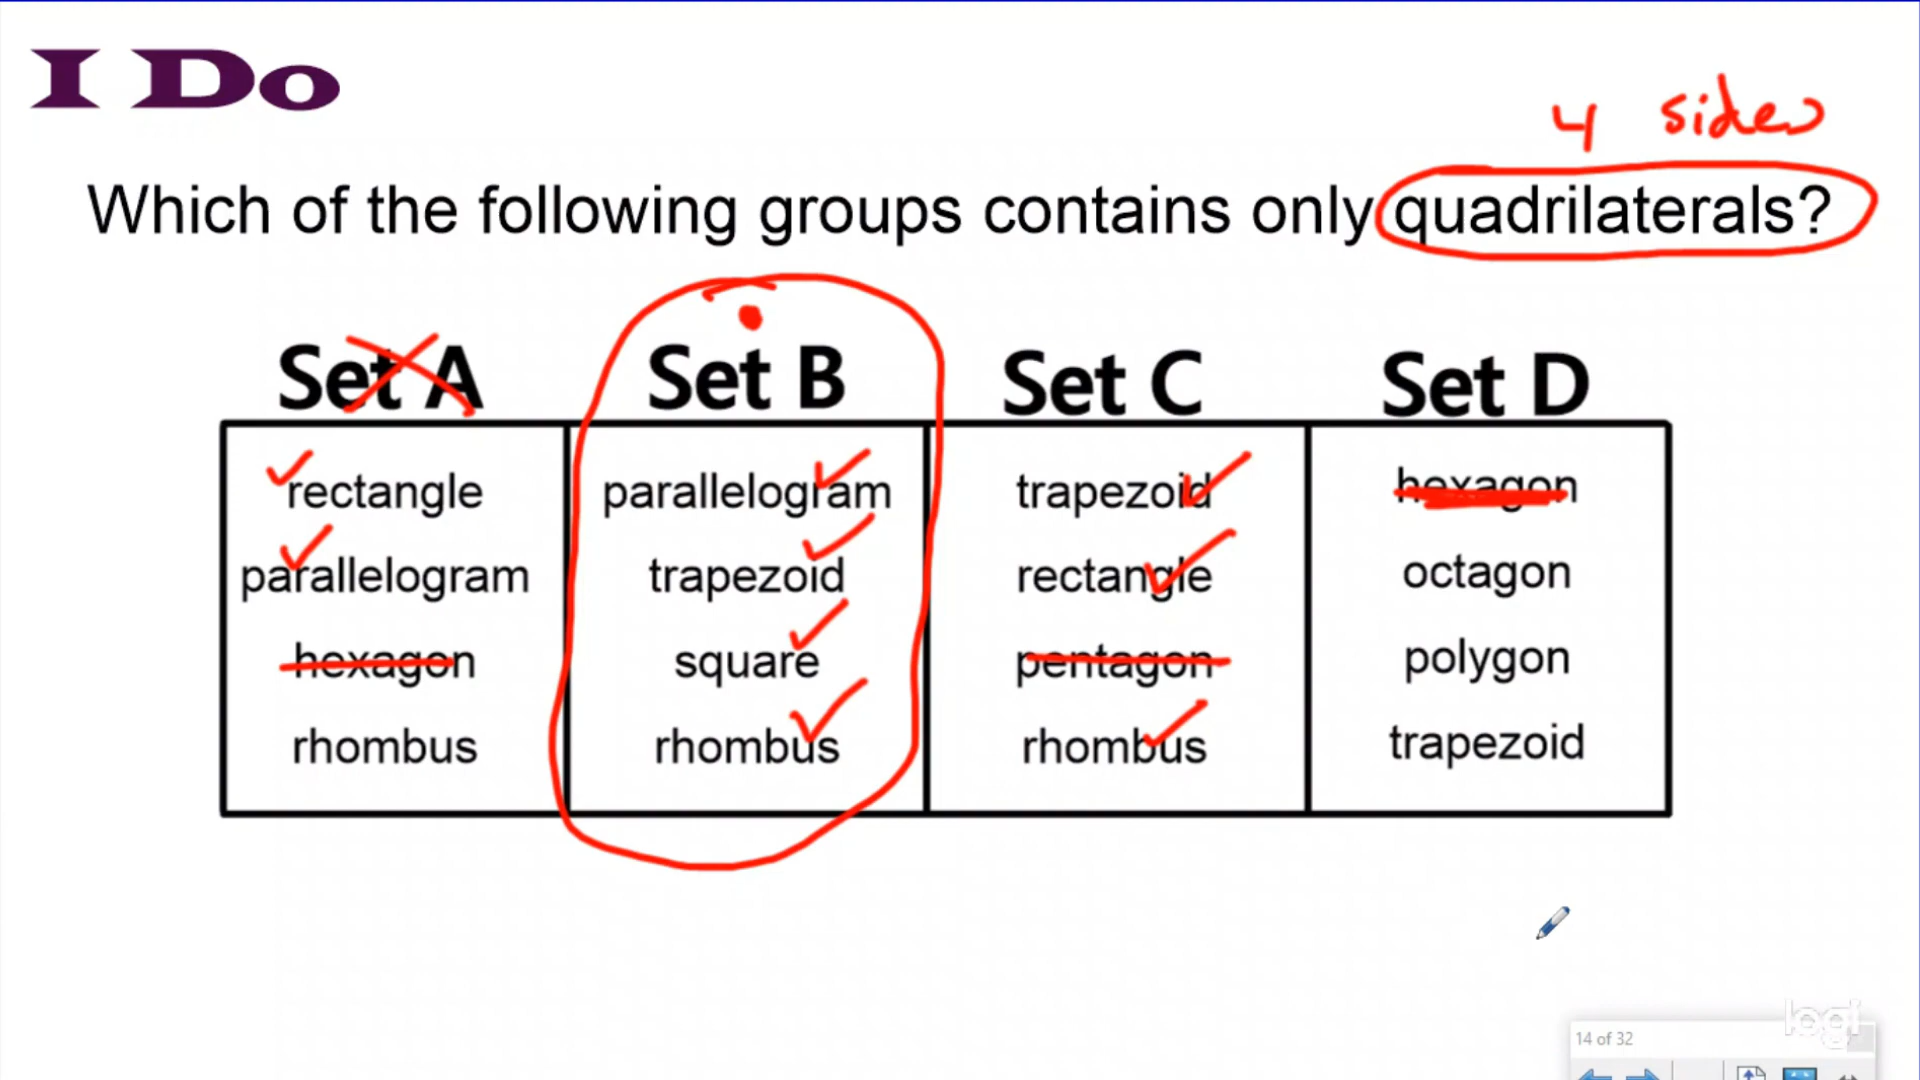 I Do
4 sides
Which of the following groups contains only quadrilaterals?
Set A Set B Set C Set D
rectangle parallelogram trapezoid hexagon
parallelogram trapezoid rectangle octagon
hexagon square pentagon polygon
rhombus rhombus rhombus trapezoid
logi
14 of 32